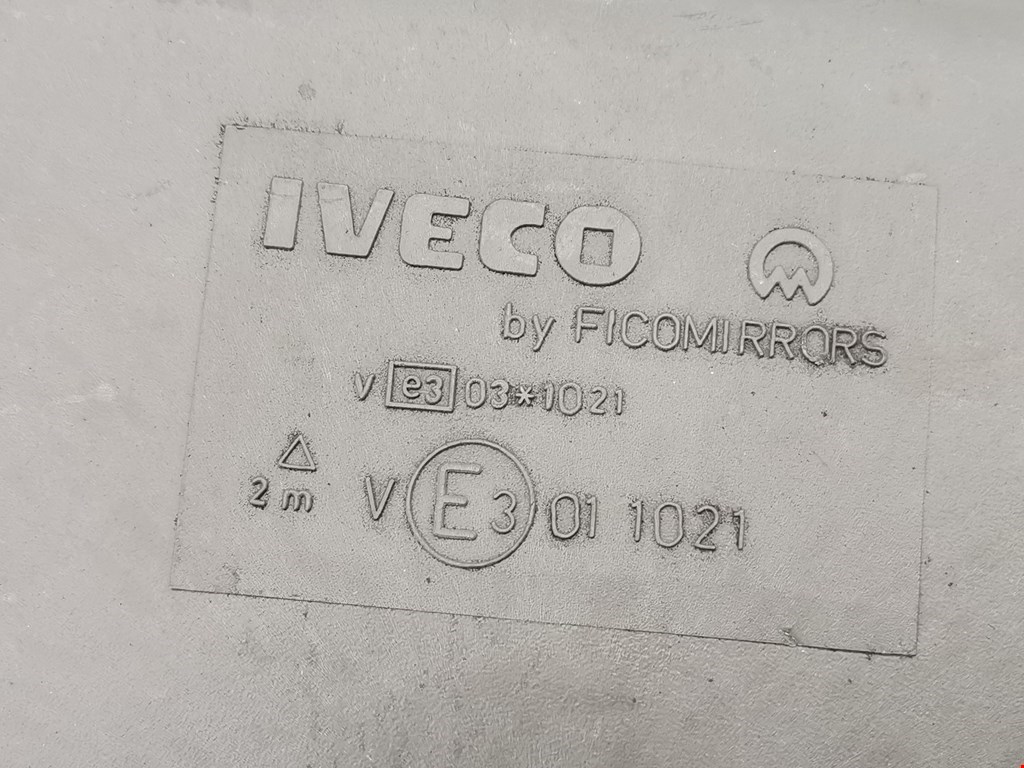 IVECO
by FICOMIRRORS
V e3 03*1021
△
2 m
V E3 01 1021